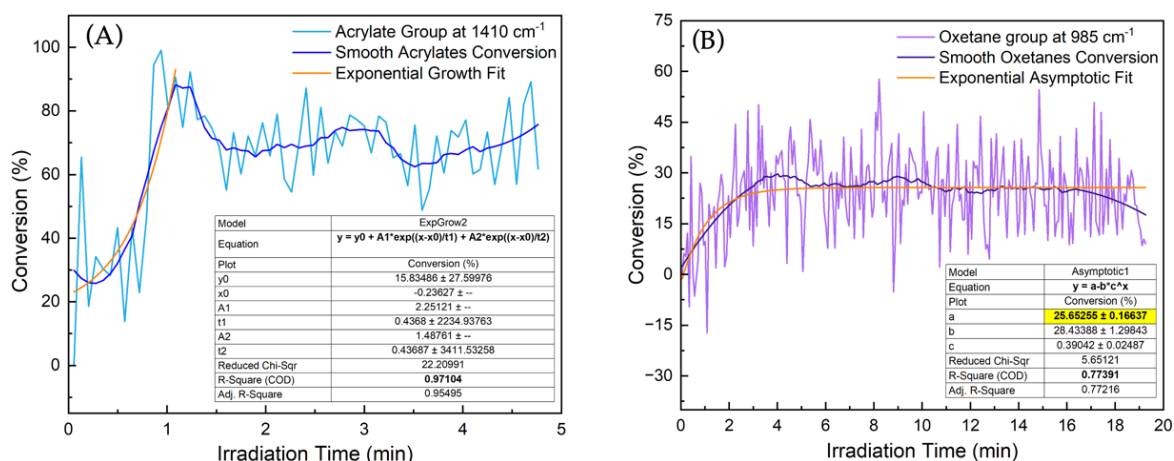 (A)
Acrylate Group at 1410 cm⁻¹
Smooth Acrylates Conversion
Exponential Growth Fit
Conversion (%)
100
80
60
40
20
0
Model ExpGrow2
Equation y = y0 + A1*exp((x-x0)/t1) + A2*exp((x-x0)/t2)
Plot Conversion (%)
y0 15.83486 ± 27.59976
x0 -0.23627 ± --
A1 2.25121 ± --
t1 0.4368 ± 2234.93763
A2 1.48761 ± --
t2 0.43687 ± 3411.53258
Reduced Chi-Sqr 22.20991
R-Square (COD) 0.97104
Adj. R-Square 0.95495
0 1 2 3 4 5
Irradiation Time (min)
(B)
Oxetane group at 985 cm⁻¹
Smooth Oxetanes Conversion
Exponential Asymptotic Fit
Conversion (%)
75
60
45
30
15
0
−15
−30
Model Asymptotic1
Equation y = a-b*c^x
Plot Conversion (%)
a 25.65255 ± 0.16637
b 28.43388 ± 1.29843
c 0.39042 ± 0.02487
Reduced Chi-Sqr 5.65121
R-Square (COD) 0.77391
Adj. R-Square 0.77216
0 2 4 6 8 10 12 14 16 18 20
Irradiation Time (min)